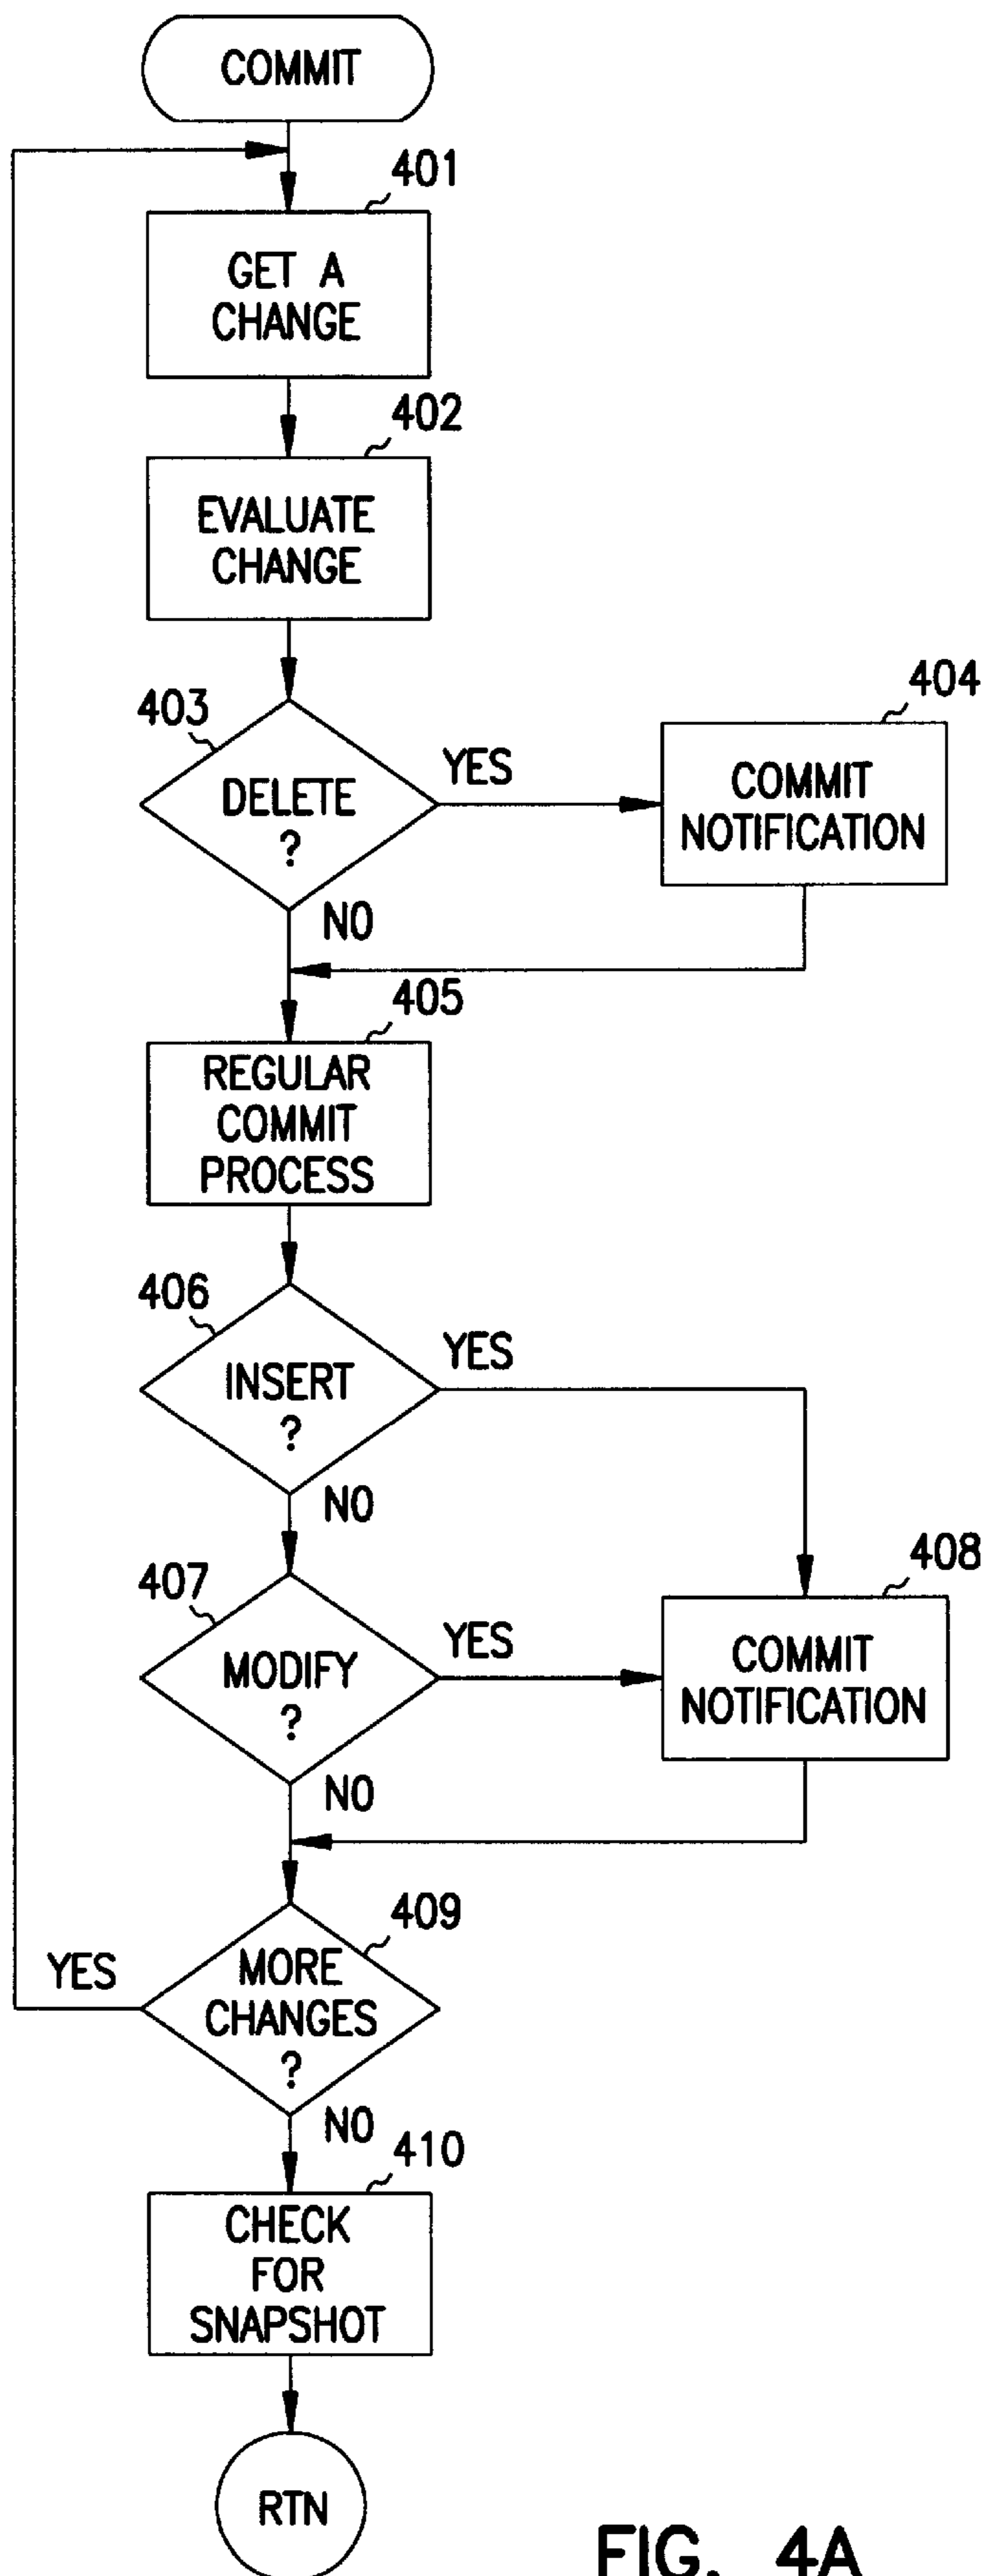 COMMIT
401
GET A
CHANGE
402
EVALUATE
CHANGE
403
DELETE
?
YES
NO
404
COMMIT
NOTIFICATION
405
REGULAR
COMMIT
PROCESS
406
INSERT
?
YES
NO
407
MODIFY
?
YES
NO
408
COMMIT
NOTIFICATION
409
MORE
CHANGES
?
YES
NO
410
CHECK
FOR
SNAPSHOT
RTN
FIG. 4A